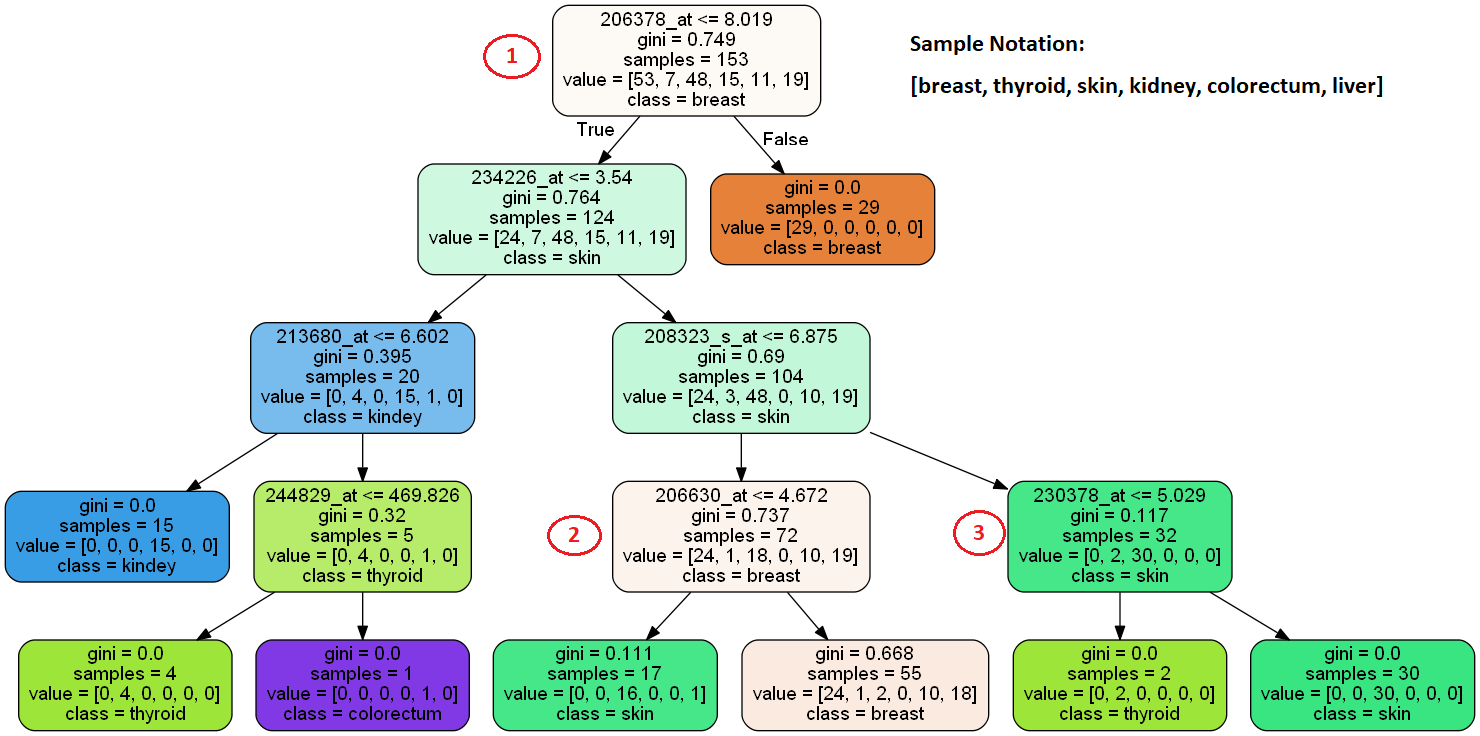 206378_at <= 8.019
gini = 0.749
samples = 153
value = [53, 7, 48, 15, 11, 19]
class = breast
1
Sample Notation:
[breast, thyroid, skin, kidney, colorectum, liver]
True
False
234226_at <= 3.54
gini = 0.764
samples = 124
value = [24, 7, 48, 15, 11, 19]
class = skin
gini = 0.0
samples = 29
value = [29, 0, 0, 0, 0, 0]
class = breast
213680_at <= 6.602
gini = 0.395
samples = 20
value = [0, 4, 0, 15, 1, 0]
class = kindey
208323_s_at <= 6.875
gini = 0.69
samples = 104
value = [24, 3, 48, 0, 10, 19]
class = skin
gini = 0.0
samples = 15
value = [0, 0, 0, 15, 0, 0]
class = kindey
244829_at <= 469.826
gini = 0.32
samples = 5
value = [0, 4, 0, 0, 1, 0]
class = thyroid
2
206630_at <= 4.672
gini = 0.737
samples = 72
value = [24, 1, 18, 0, 10, 19]
class = breast
3
230378_at <= 5.029
gini = 0.117
samples = 32
value = [0, 2, 30, 0, 0, 0]
class = skin
gini = 0.0
samples = 4
value = [0, 4, 0, 0, 0, 0]
class = thyroid
gini = 0.0
samples = 1
value = [0, 0, 0, 0, 1, 0]
class = colorectum
gini = 0.111
samples = 17
value = [0, 0, 16, 0, 0, 1]
class = skin
gini = 0.668
samples = 55
value = [24, 1, 2, 0, 10, 18]
class = breast
gini = 0.0
samples = 2
value = [0, 2, 0, 0, 0, 0]
class = thyroid
gini = 0.0
samples = 30
value = [0, 0, 30, 0, 0, 0]
class = skin